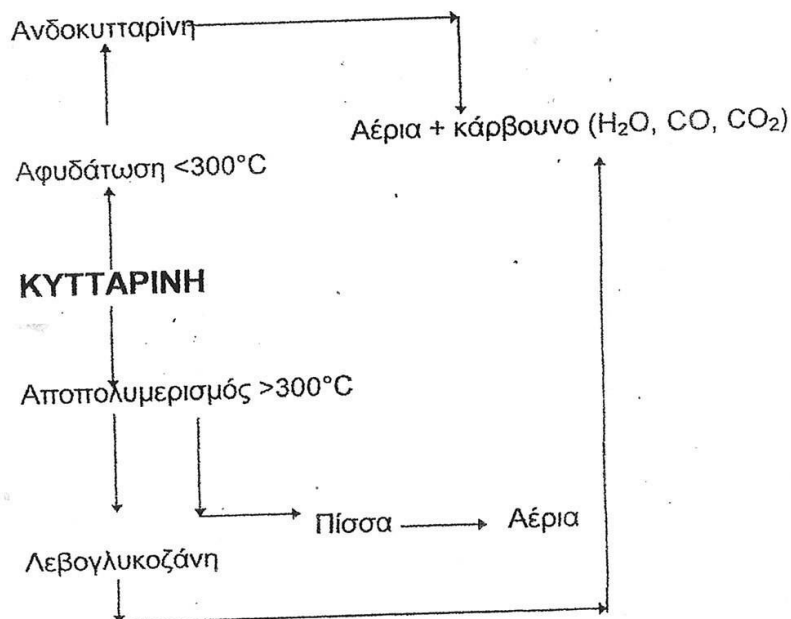 Ανδοκυτταρίνη
Αέρια + κάρβουνο (H₂O, CO, CO₂)
Αφυδάτωση <300°C
ΚΥΤΤΑΡΙΝΗ
Αποπολυμερισμός >300°C
Πίσσα
Αέρια
Λεβογλυκοζάνη